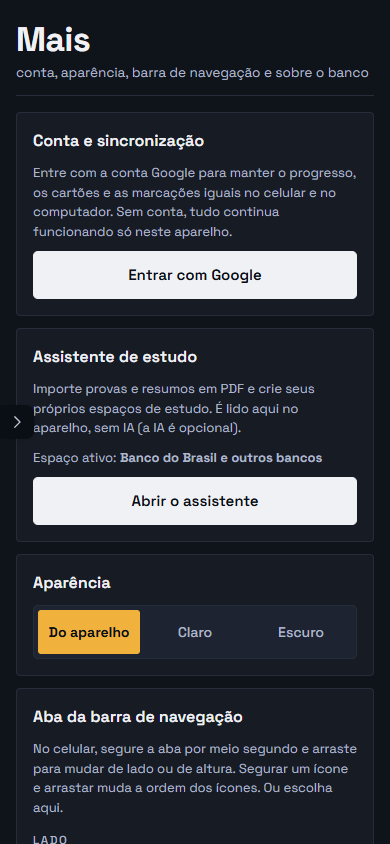 Mais
conta, aparência, barra de navegação e sobre o banco
Conta e sincronização
Entre com a conta Google para manter o progresso,
os cartões e as marcações iguais no celular e no
computador. Sem conta, tudo continua
funcionando só neste aparelho.
Entrar com Google
Assistente de estudo
Importe provas e resumos em PDF e crie seus
próprios espaços de estudo. É lido aqui no
aparelho, sem IA (a IA é opcional).
Espaço ativo: Banco do Brasil e outros bancos
Abrir o assistente
Aparência
Do aparelho Claro Escuro
Aba da barra de navegação
No celular, segure a aba por meio segundo e arraste
para mudar de lado ou de altura. Segurar um ícone
e arrastar muda a ordem dos ícones. Ou escolha
aqui.
LADO